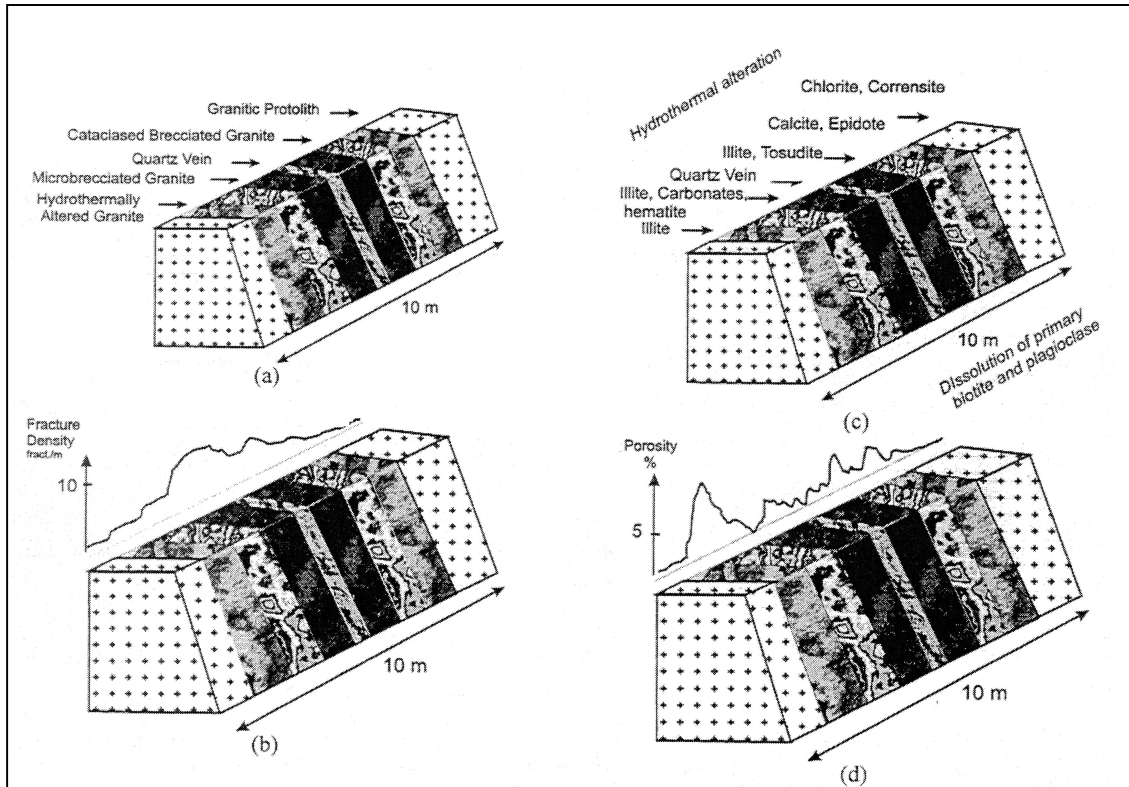 Granitic Protolith
Cataclased Brecciated Granite
Quartz Vein
Microbrecciated Granite
Hydrothermally
Altered Granite
10 m
(a)
Hydrothermal alteration
Chlorite, Corrensite
Calcite, Epidote
Illite, Tosudite
Quartz Vein
Illite, Carbonates,
hematite
Illite
10 m
Dissolution of primary
biotite and plagioclase
(c)
Fracture
Density
fract./m
10
10 m
(b)
Porosity
%
5
10 m
(d)